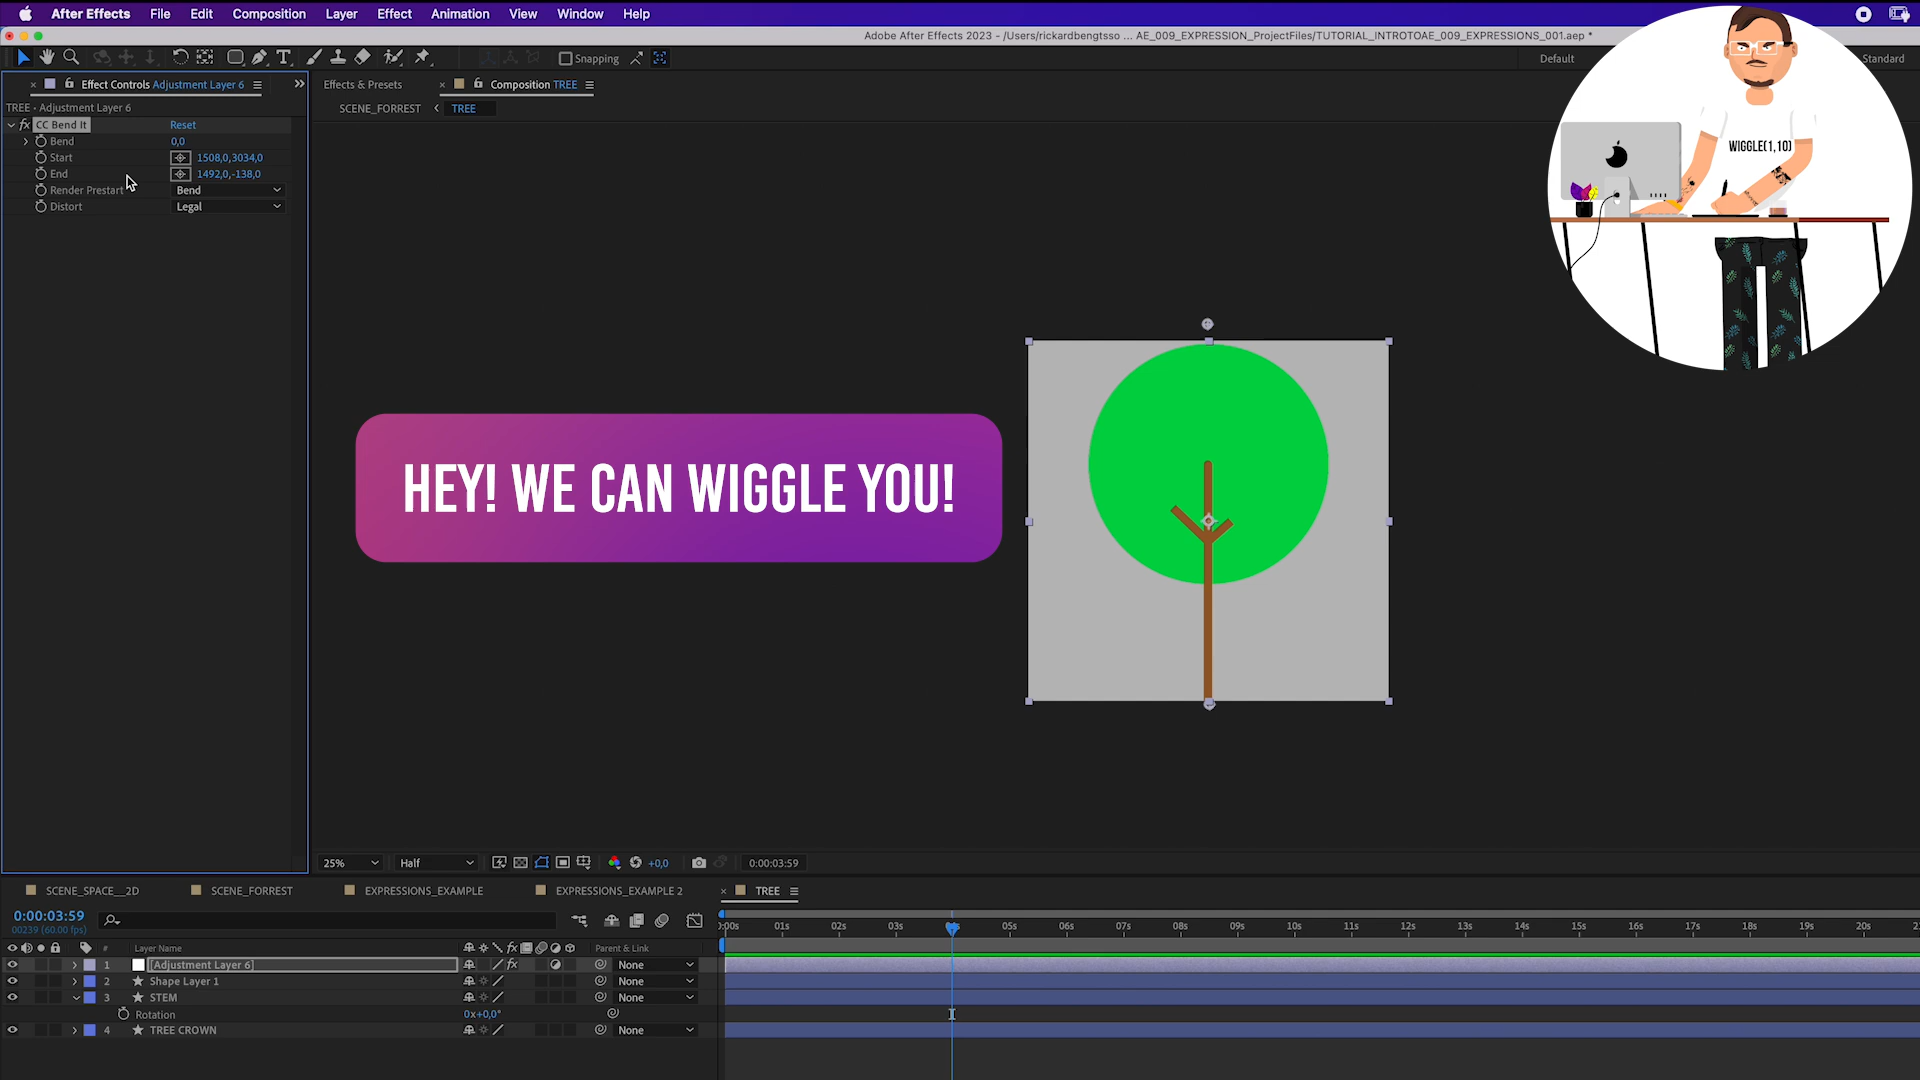 After Effects File Edit Composition Layer Effect Animation View Window Help
Adobe After Effects 2023 - /Users/rickardbengtsso ... AE_009_EXPRESSION_ProjectFiles/TUTORIAL_INTROTOAE_009_EXPRESSIONS_001.aep *
Snapping Default Standard
Effect Controls Adjustment Layer 6
Effects & Presets
Composition TREE
TREE • Adjustment Layer 6
SCENE_FORREST TREE
fx CC Bend It Reset
Bend 0,0
Start 1508,0,3034,0
End 1492,0,-138,0
Render Prestart Bend
Distort Legal
WIGGLE(1,10)
HEY! WE CAN WIGGLE YOU!
25% Half +0,0 0:00:03:59
SCENE_SPACE__2D SCENE_FORREST EXPRESSIONS_EXAMPLE EXPRESSIONS_EXAMPLE 2 TREE
0:00:03:59
00239 (60.00 fps)
01s 02s 03s 05s 06s 07s 08s 09s 10s 11s 12s 13s 14s 15s 16s 17s 18s 19s 20s
# Layer Name fx Parent & Link
1 [Adjustment Layer 6] fx None
2 Shape Layer 1 None
3 STEM None
Rotation 0x+0,0°
4 TREE CROWN None